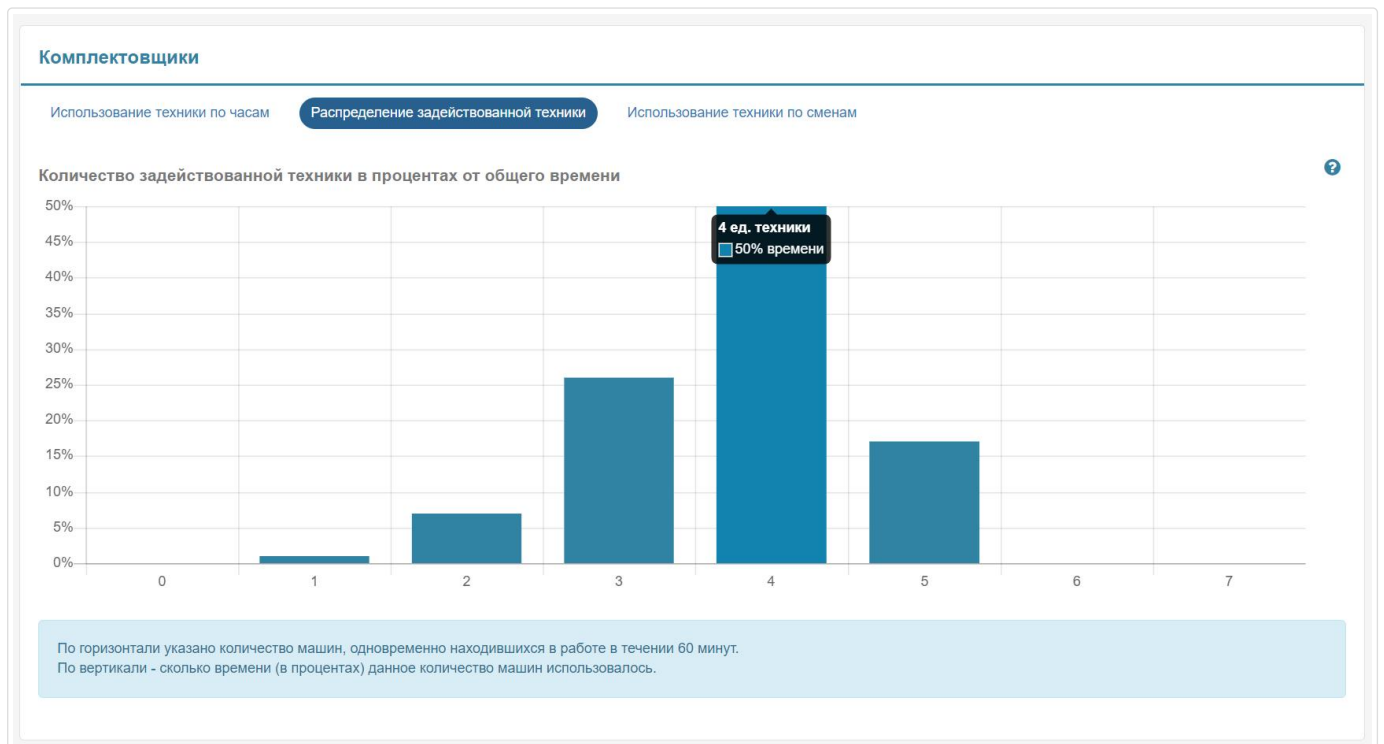 Комплектовщики
Использование техники по часам
Распределение задействованной техники
Использование техники по сменам
Количество задействованной техники в процентах от общего времени
?
50%
45%
40%
35%
30%
25%
20%
15%
10%
5%
0%
4 ед. техники
50% времени
0 1 2 3 4 5 6 7
По горизонтали указано количество машин, одновременно находившихся в работе в течении 60 минут.
По вертикали - сколько времени (в процентах) данное количество машин использовалось.